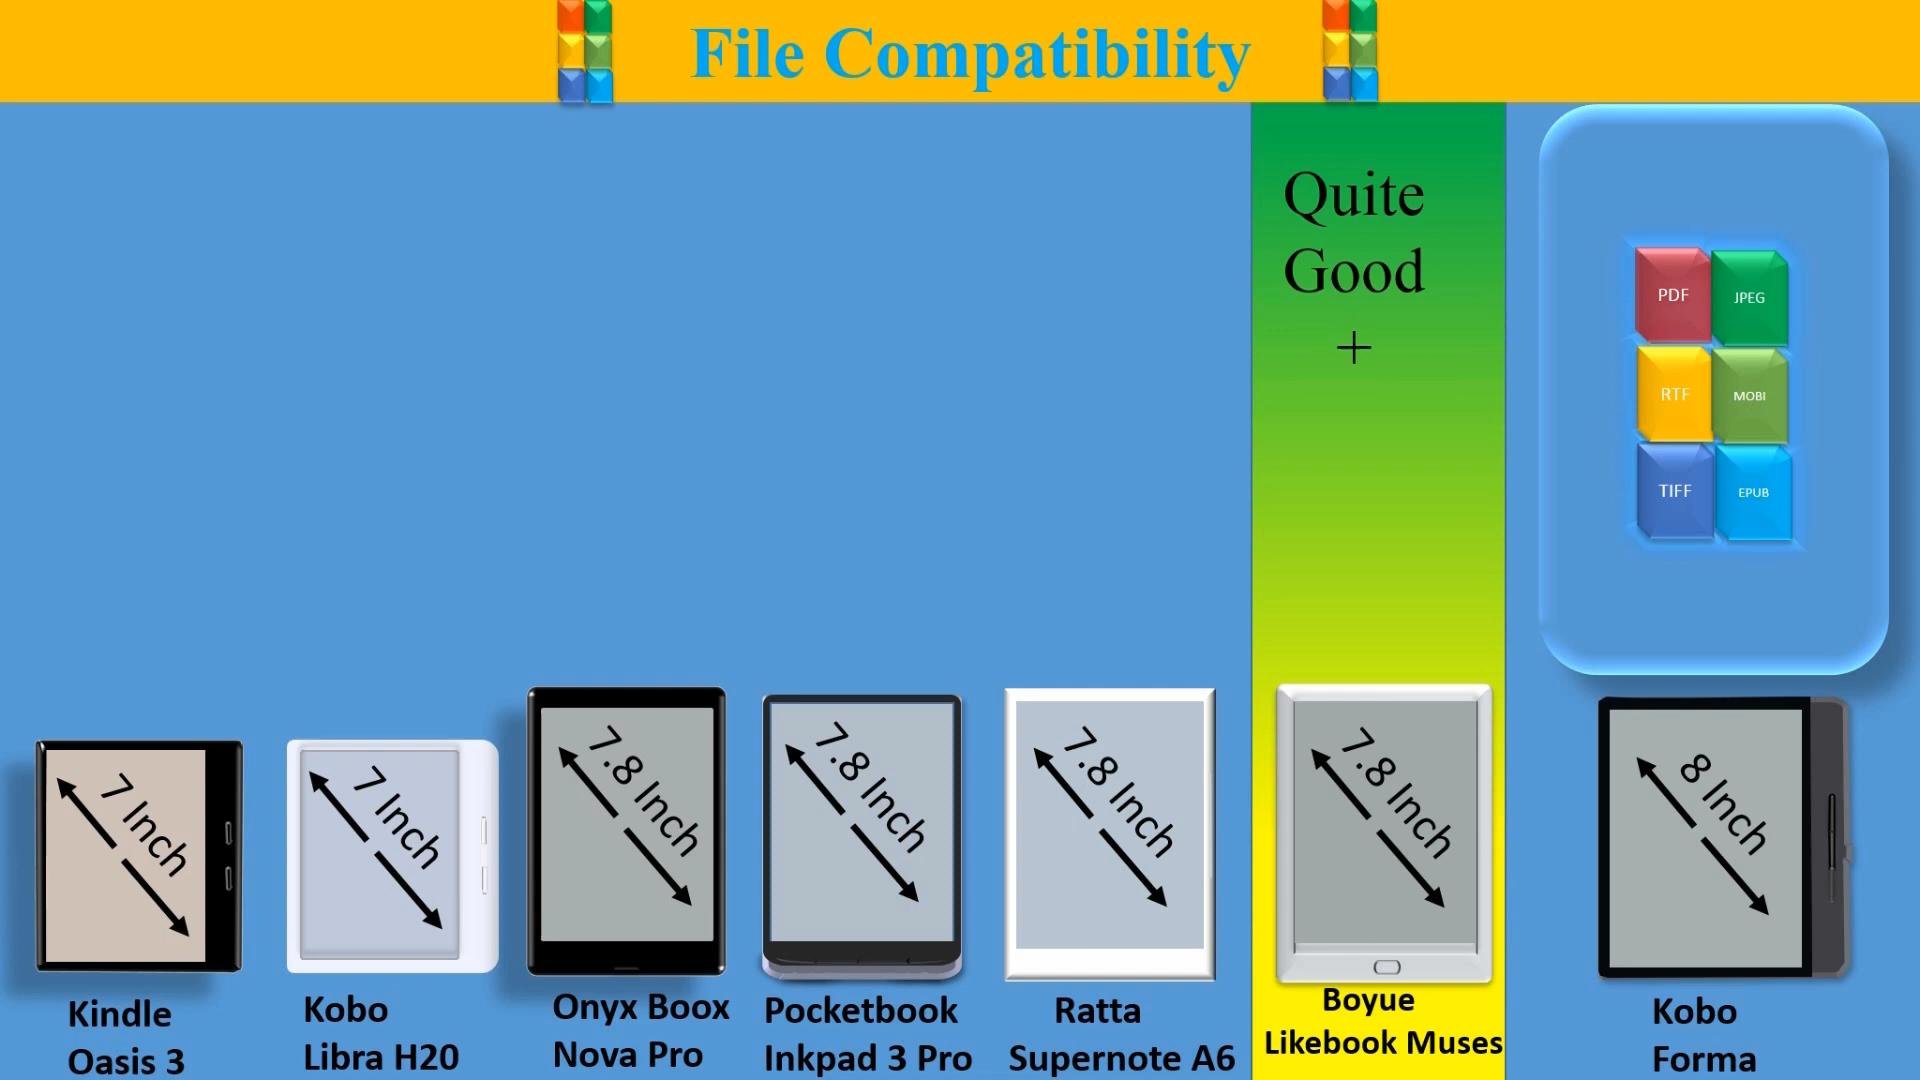 File Compatibility
Quite
Good
+
PDF
JPEG
RTF
MOBI
TIFF
EPUB
7 Inch
7 Inch
7.8 Inch
7.8 Inch
7.8 Inch
7.8 Inch
8 Inch
Kindle
Oasis 3
Kobo
Libra H20
Onyx Boox
Nova Pro
Pocketbook
Inkpad 3 Pro
Ratta
Supernote A6
Boyue
Likebook Muses
Kobo
Forma